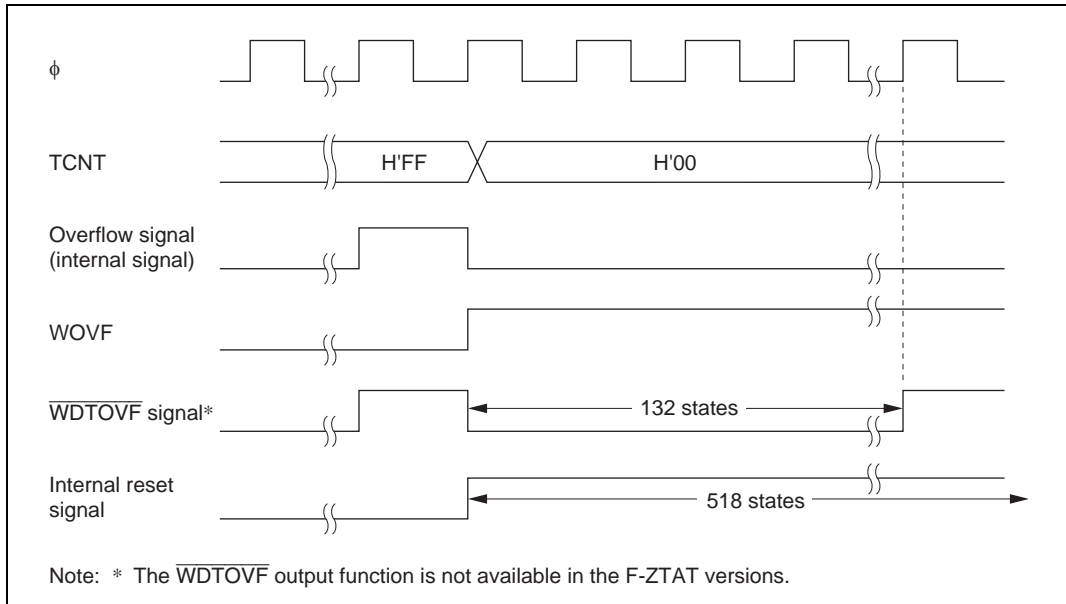 ϕ
TCNT
H'FF
H'00
Overflow signal
(internal signal)
WOVF
WDTOVF signal*
132 states
Internal reset
signal
518 states
Note: * The WDTOVF output function is not available in the F-ZTAT versions.